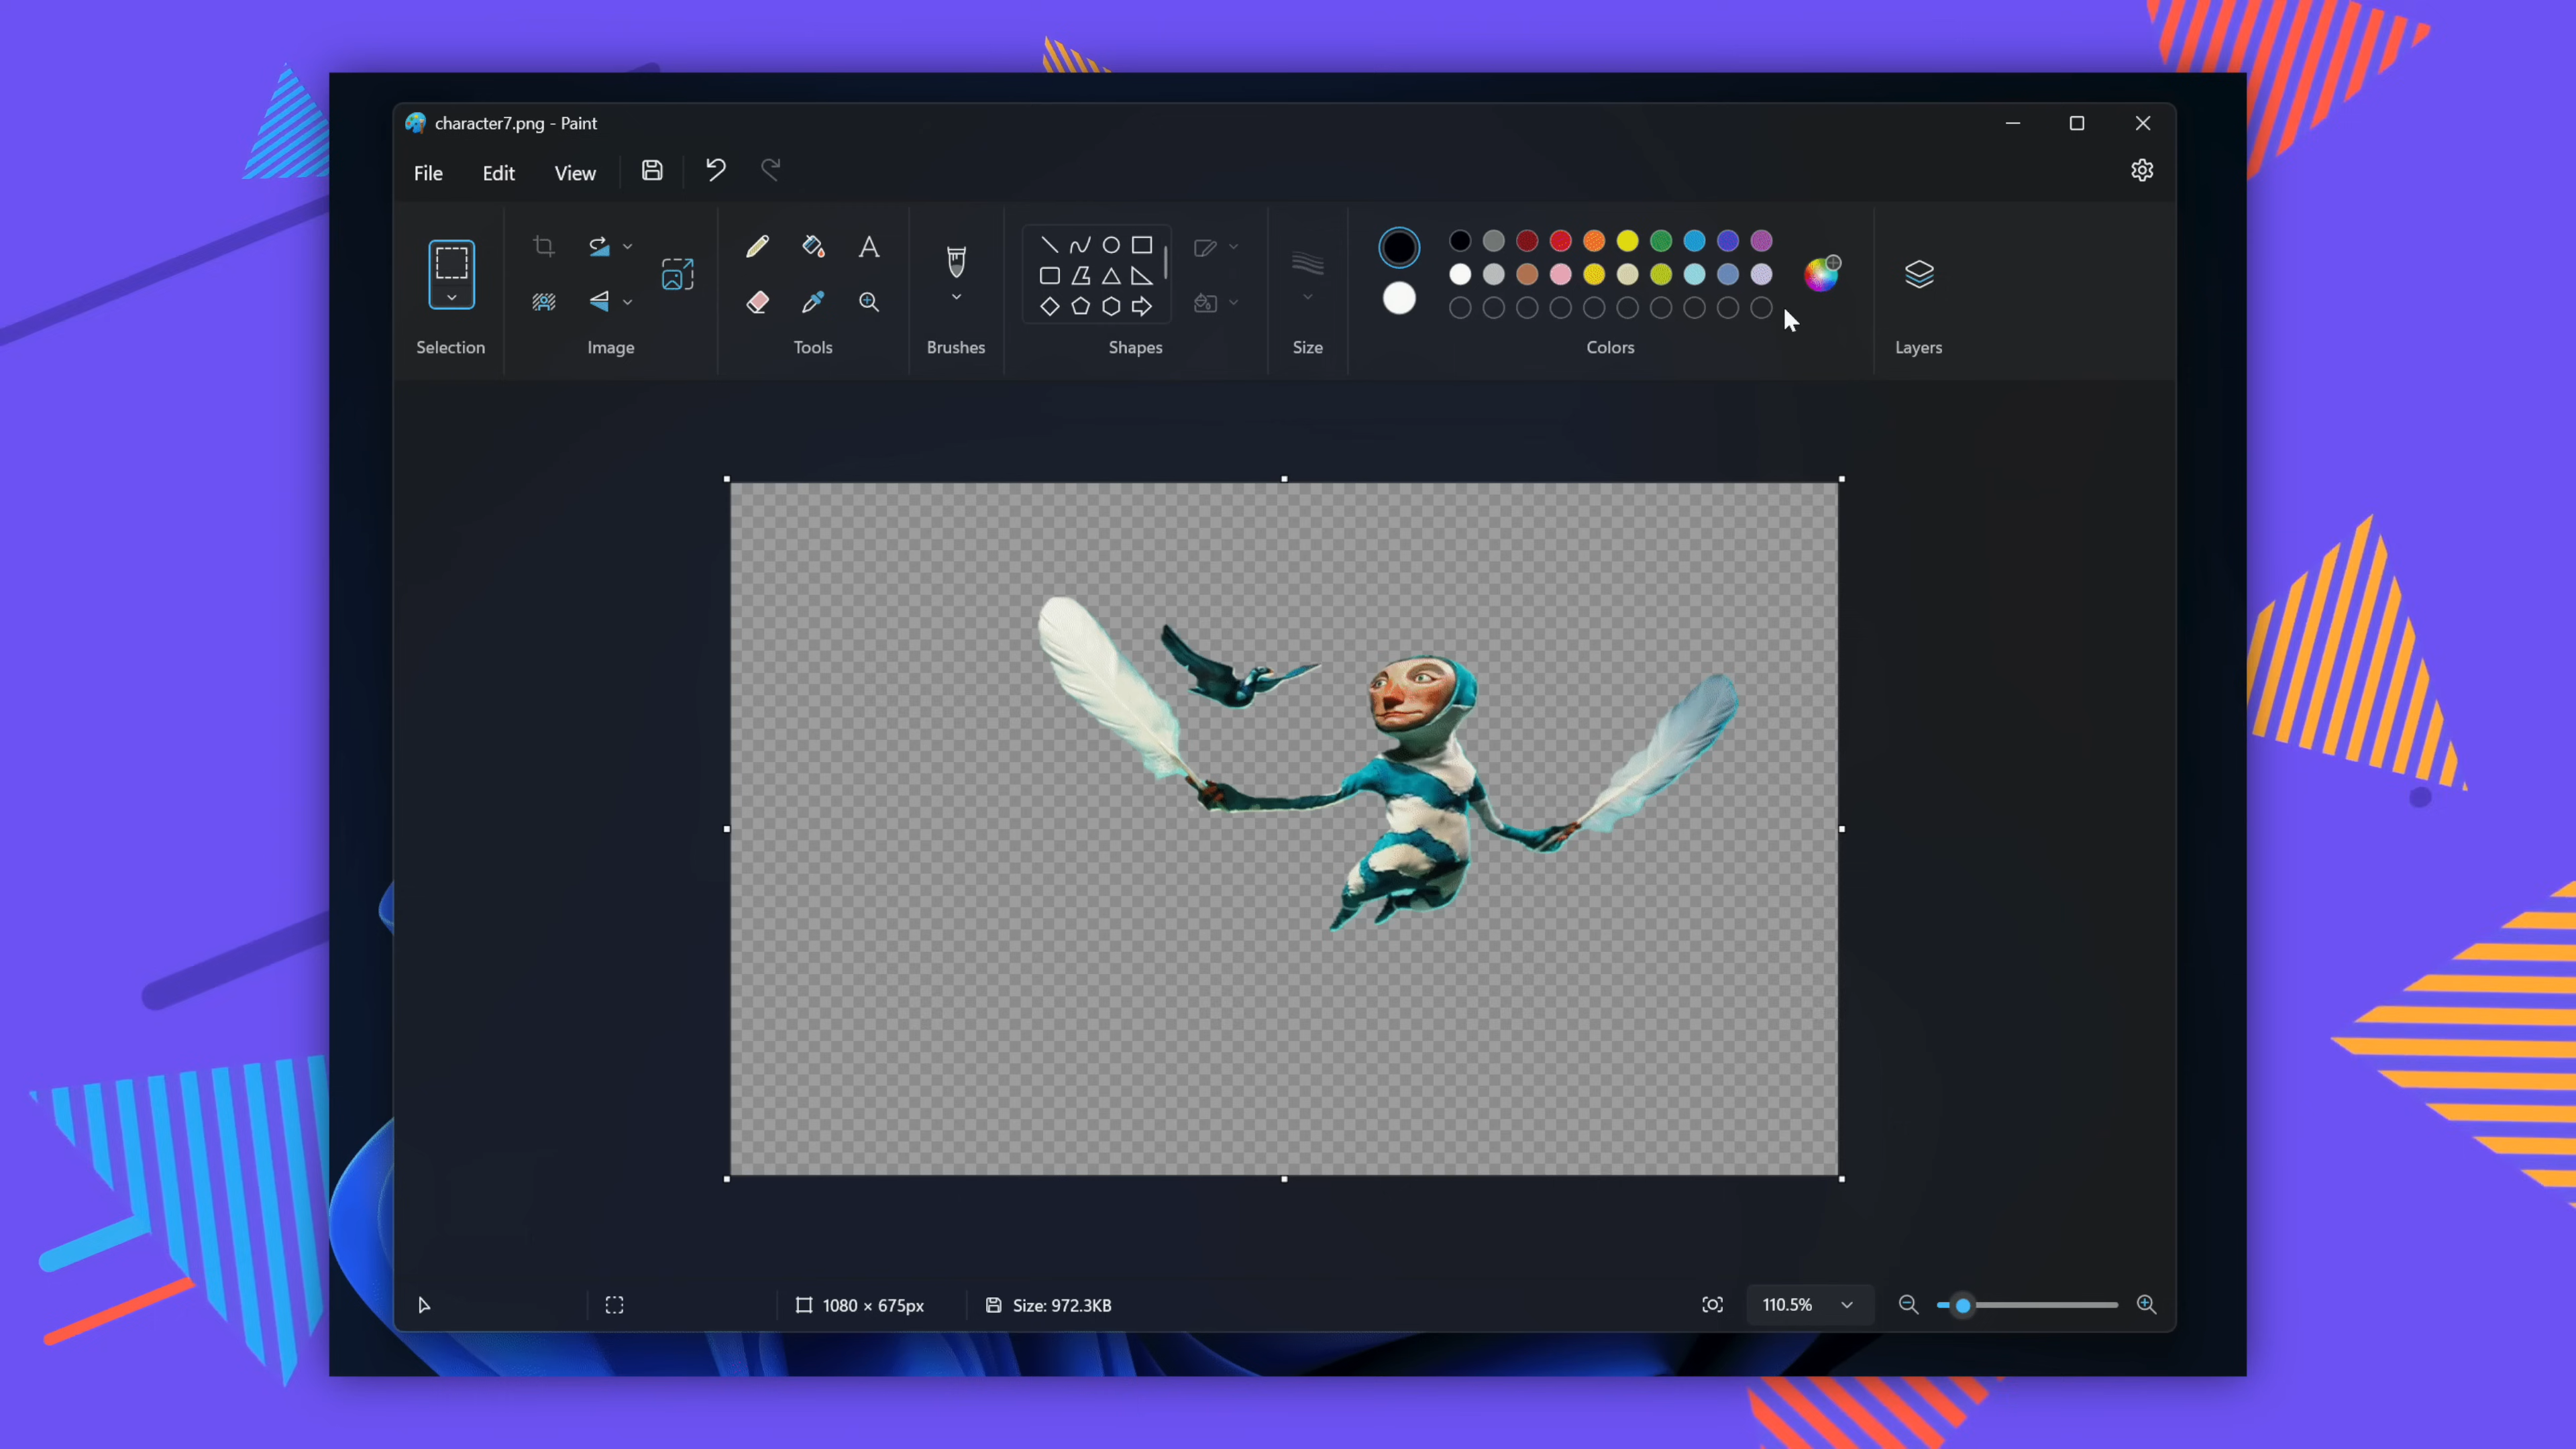 character7.png - Paint
File Edit View
Selection Image Tools Brushes Shapes Size Colors Layers
1080 × 675px Size: 972.3KB 110.5%